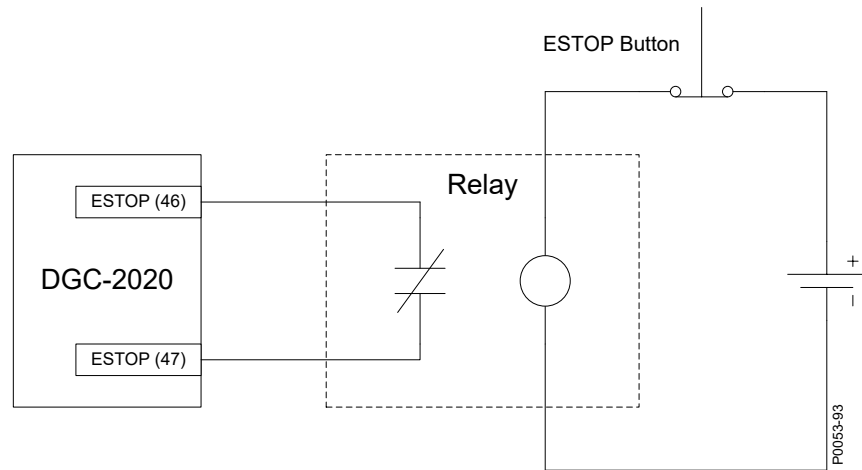 ESTOP Button
Relay
ESTOP (46)
DGC-2020
ESTOP (47)
+
–
P0053-93